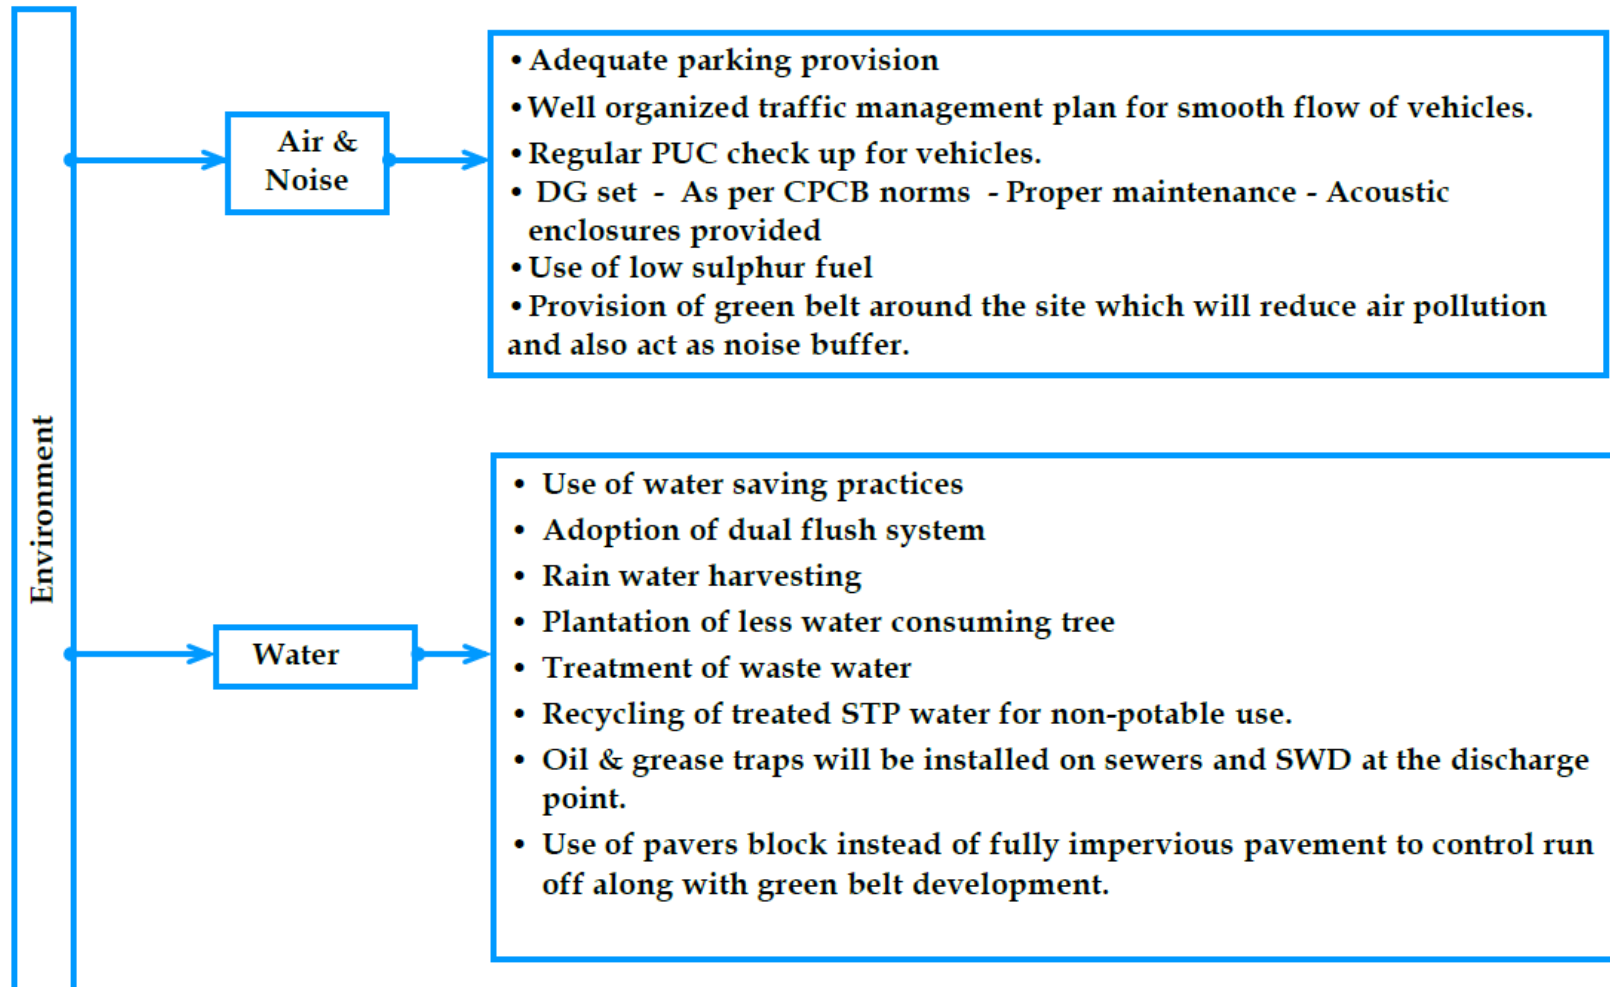 Environment
Air &
Noise
• Adequate parking provision
• Well organized traffic management plan for smooth flow of vehicles.
• Regular PUC check up for vehicles.
• DG set - As per CPCB norms - Proper maintenance - Acoustic
enclosures provided
• Use of low sulphur fuel
• Provision of green belt around the site which will reduce air pollution
and also act as noise buffer.
Water
• Use of water saving practices
• Adoption of dual flush system
• Rain water harvesting
• Plantation of less water consuming tree
• Treatment of waste water
• Recycling of treated STP water for non-potable use.
• Oil & grease traps will be installed on sewers and SWD at the discharge
point.
• Use of pavers block instead of fully impervious pavement to control run
off along with green belt development.